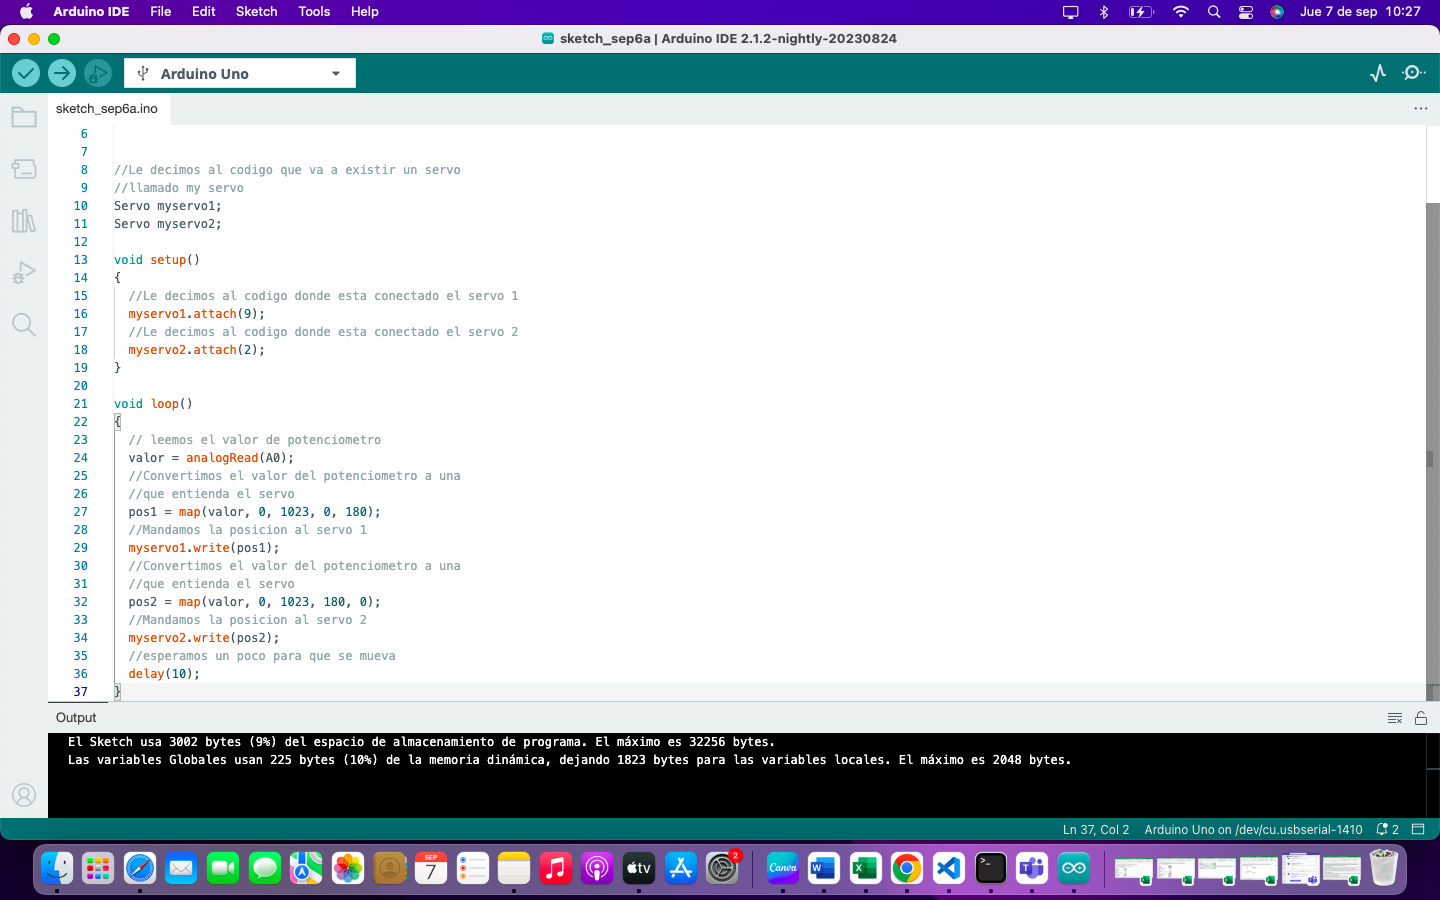 Arduino IDE File Edit Sketch Tools Help Jue 7 de sep 10:27
sketch_sep6a | Arduino IDE 2.1.2-nightly-20230824
Arduino Uno
sketch_sep6a.ino
6
7
8 //Le decimos al codigo que va a existir un servo
9 //llamado my servo
10 Servo myservo1;
11 Servo myservo2;
12
13 void setup()
14 {
15 //Le decimos al codigo donde esta conectado el servo 1
16 myservo1.attach(9);
17 //Le decimos al codigo donde esta conectado el servo 2
18 myservo2.attach(2);
19 }
20
21 void loop()
22 {
23 // leemos el valor de potenciometro
24 valor = analogRead(A0);
25 //Convertimos el valor del potenciometro a una
26 //que entienda el servo
27 pos1 = map(valor, 0, 1023, 0, 180);
28 //Mandamos la posicion al servo 1
29 myservo1.write(pos1);
30 //Convertimos el valor del potenciometro a una
31 //que entienda el servo
32 pos2 = map(valor, 0, 1023, 180, 0);
33 //Mandamos la posicion al servo 2
34 myservo2.write(pos2);
35 //esperamos un poco para que se mueva
36 delay(10);
37 }
Output
El Sketch usa 3002 bytes (9%) del espacio de almacenamiento de programa. El máximo es 32256 bytes.
Las variables Globales usan 225 bytes (10%) de la memoria dinámica, dejando 1823 bytes para las variables locales. El máximo es 2048 bytes.
Ln 37, Col 2 Arduino Uno on /dev/cu.usbserial-1410 2
SEP
7
tv
2
Canva
W
X
>_
T